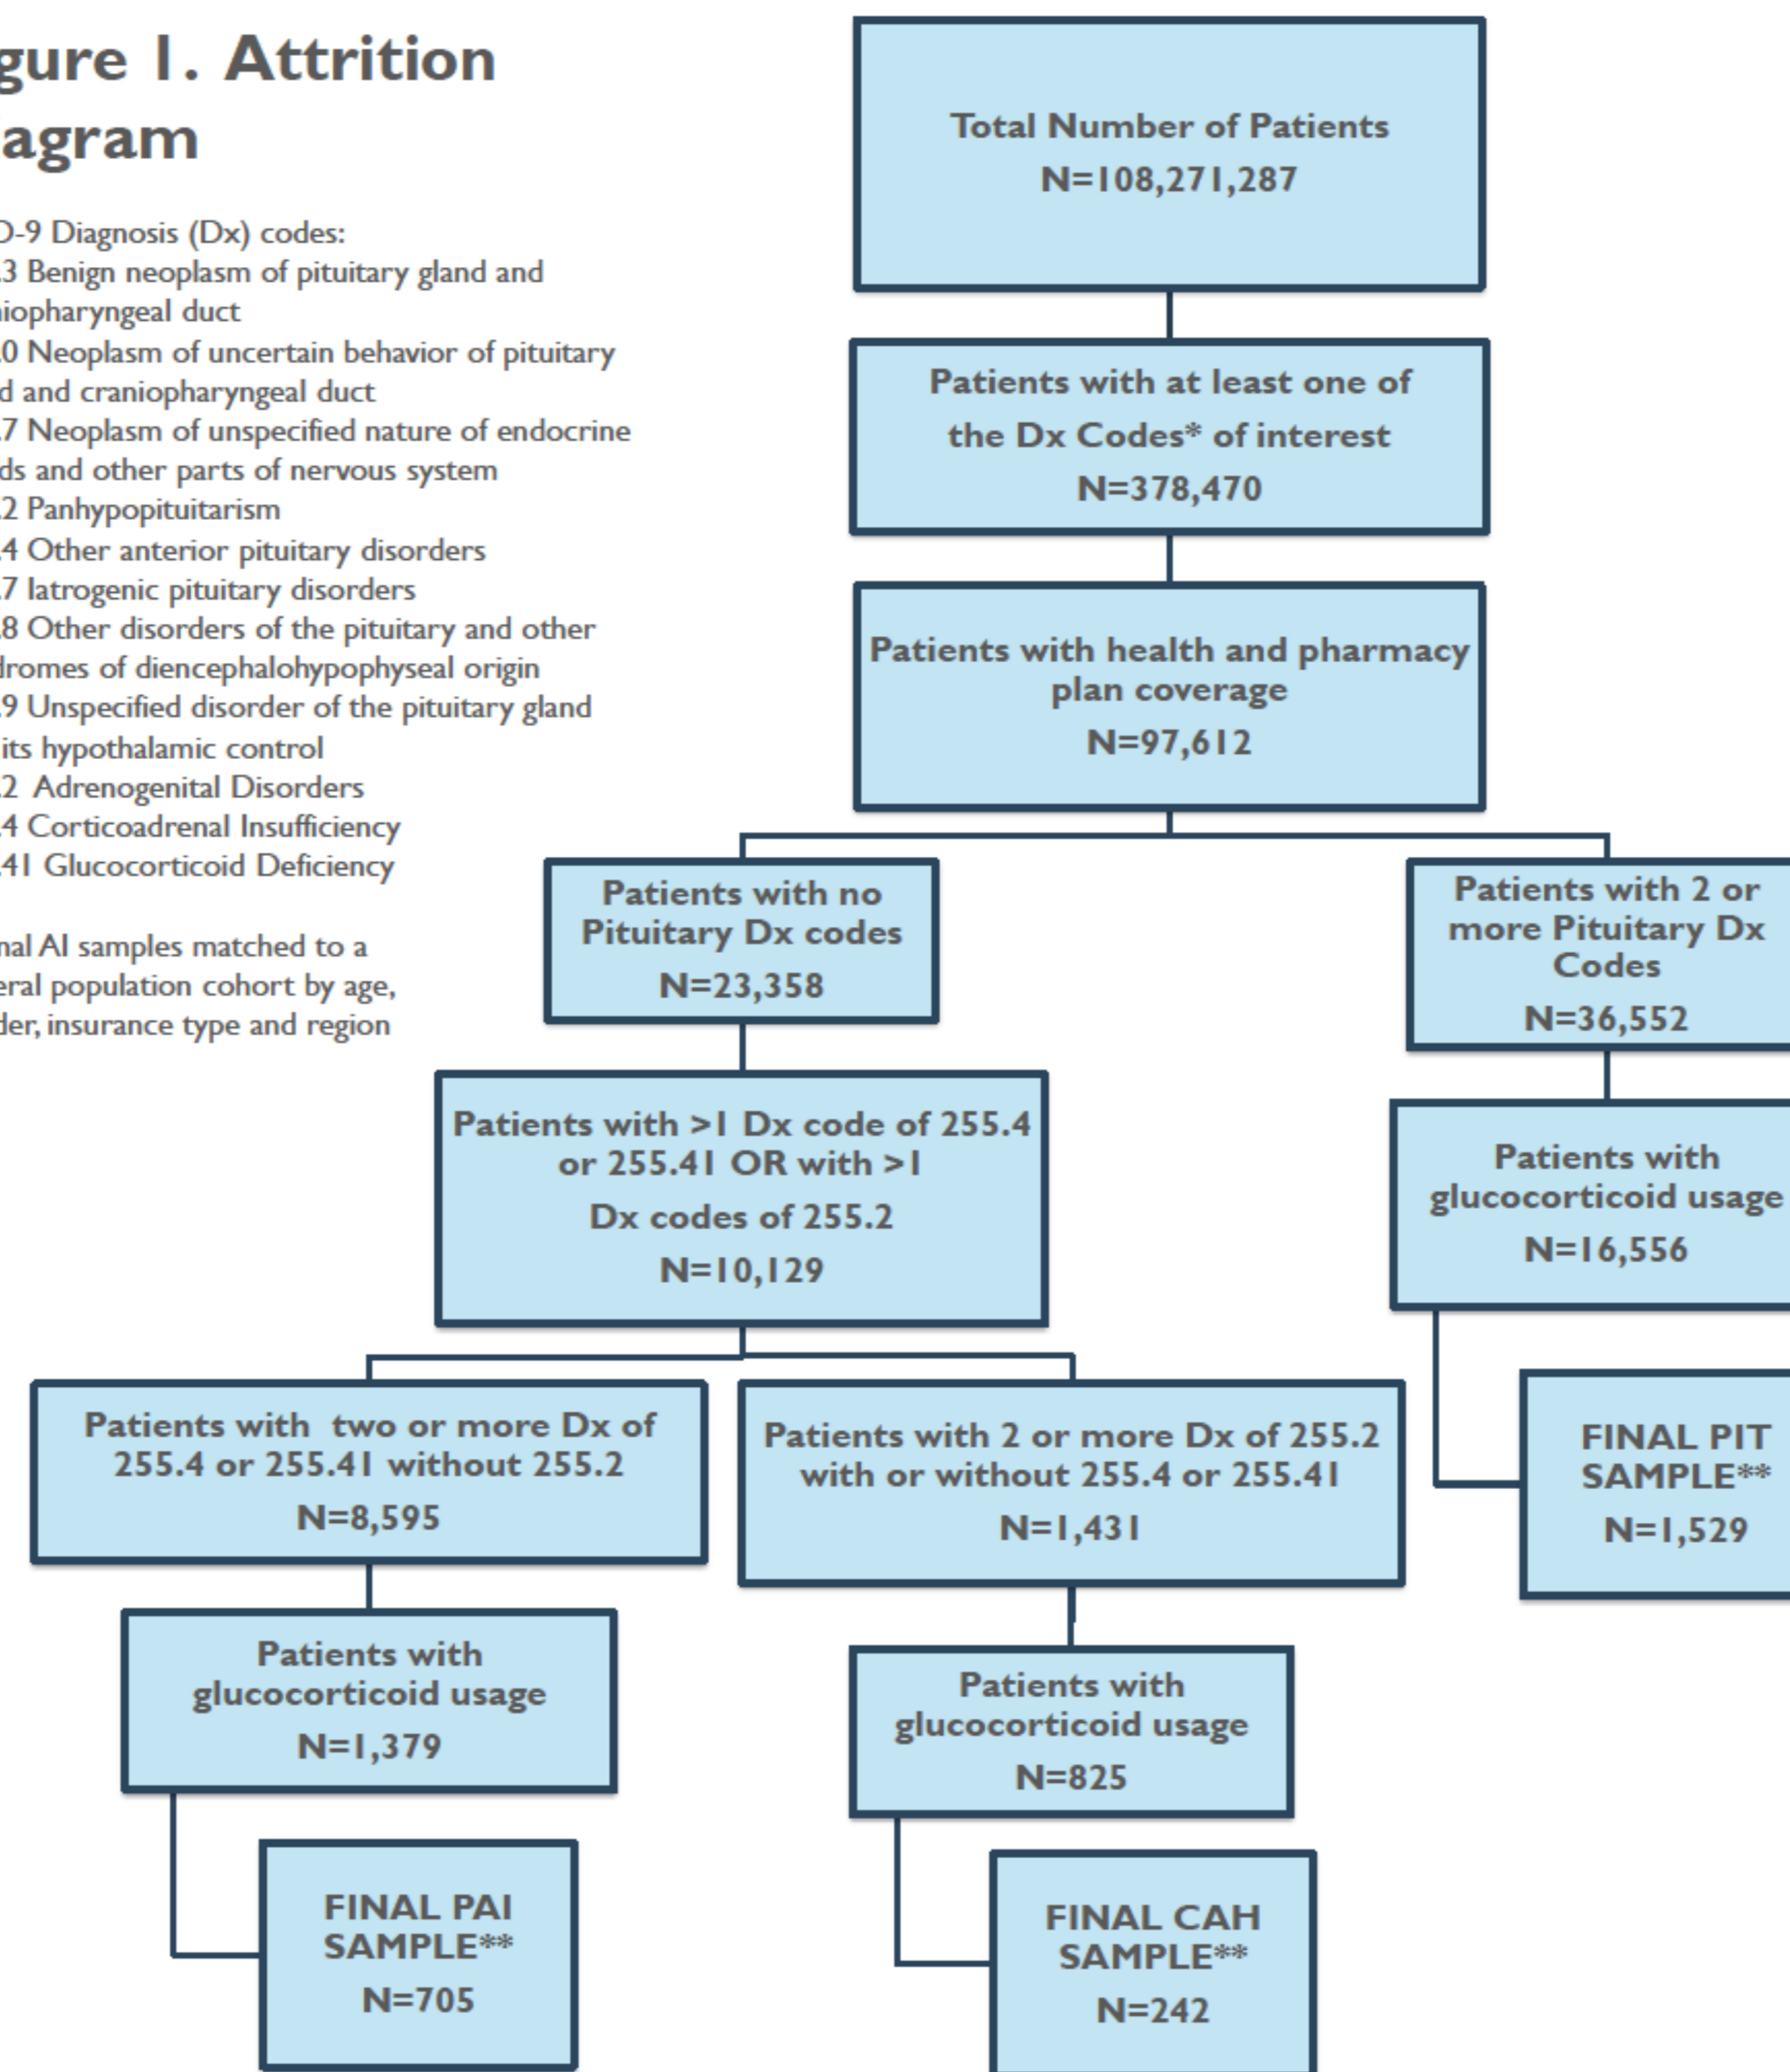 gure 1. Attrition
agram
D-9 Diagnosis (Dx) codes:
.3 Benign neoplasm of pituitary gland and
iopharyngeal duct
.0 Neoplasm of uncertain behavior of pituitary
d and craniopharyngeal duct
.7 Neoplasm of unspecified nature of endocrine
ds and other parts of nervous system
.2 Panhypopituitarism
.4 Other anterior pituitary disorders
.7 Iatrogenic pituitary disorders
.8 Other disorders of the pituitary and other
dromes of diencephalohypophyseal origin
.9 Unspecified disorder of the pituitary gland
its hypothalamic control
.2 Adrenogenital Disorders
.4 Corticoadrenal Insufficiency
.41 Glucocorticoid Deficiency
nal AI samples matched to a
eral population cohort by age,
der, insurance type and region
Total Number of Patients
N=108,271,287
Patients with at least one of
the Dx Codes* of interest
N=378,470
Patients with health and pharmacy
plan coverage
N=97,612
Patients with no
Pituitary Dx codes
N=23,358
Patients with 2 or
more Pituitary Dx
Codes
N=36,552
Patients with >1 Dx code of 255.4
or 255.41 OR with >1
Dx codes of 255.2
N=10,129
Patients with
glucocorticoid usage
N=16,556
Patients with two or more Dx of
255.4 or 255.41 without 255.2
N=8,595
Patients with 2 or more Dx of 255.2
with or without 255.4 or 255.41
N=1,431
FINAL PIT
SAMPLE**
N=1,529
Patients with
glucocorticoid usage
N=1,379
Patients with
glucocorticoid usage
N=825
FINAL PAI
SAMPLE**
N=705
FINAL CAH
SAMPLE**
N=242